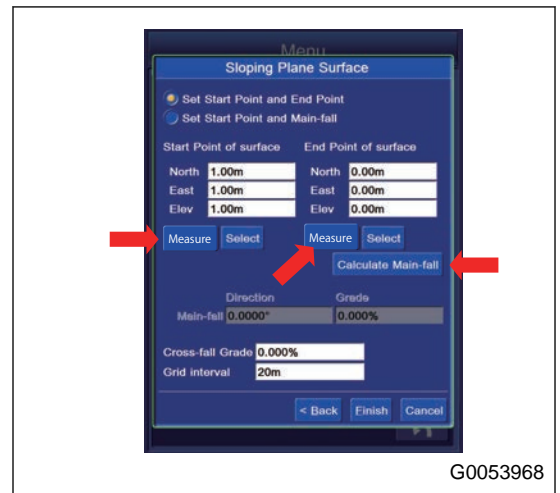 Menu
Sloping Plane Surface
Set Start Point and End Point
Set Start Point and Main-fall
Start Point of surface End Point of surface
North 1.00m North 0.00m
East 1.00m East 0.00m
Elev 1.00m Elev 0.00m
Measure Select Measure Select
Calculate Main-fall
Direction Grade
Main-fall 0.0000° 0.000%
Cross-fall Grade 0.000%
Grid interval 20m
< Back Finish Cancel
G0053968